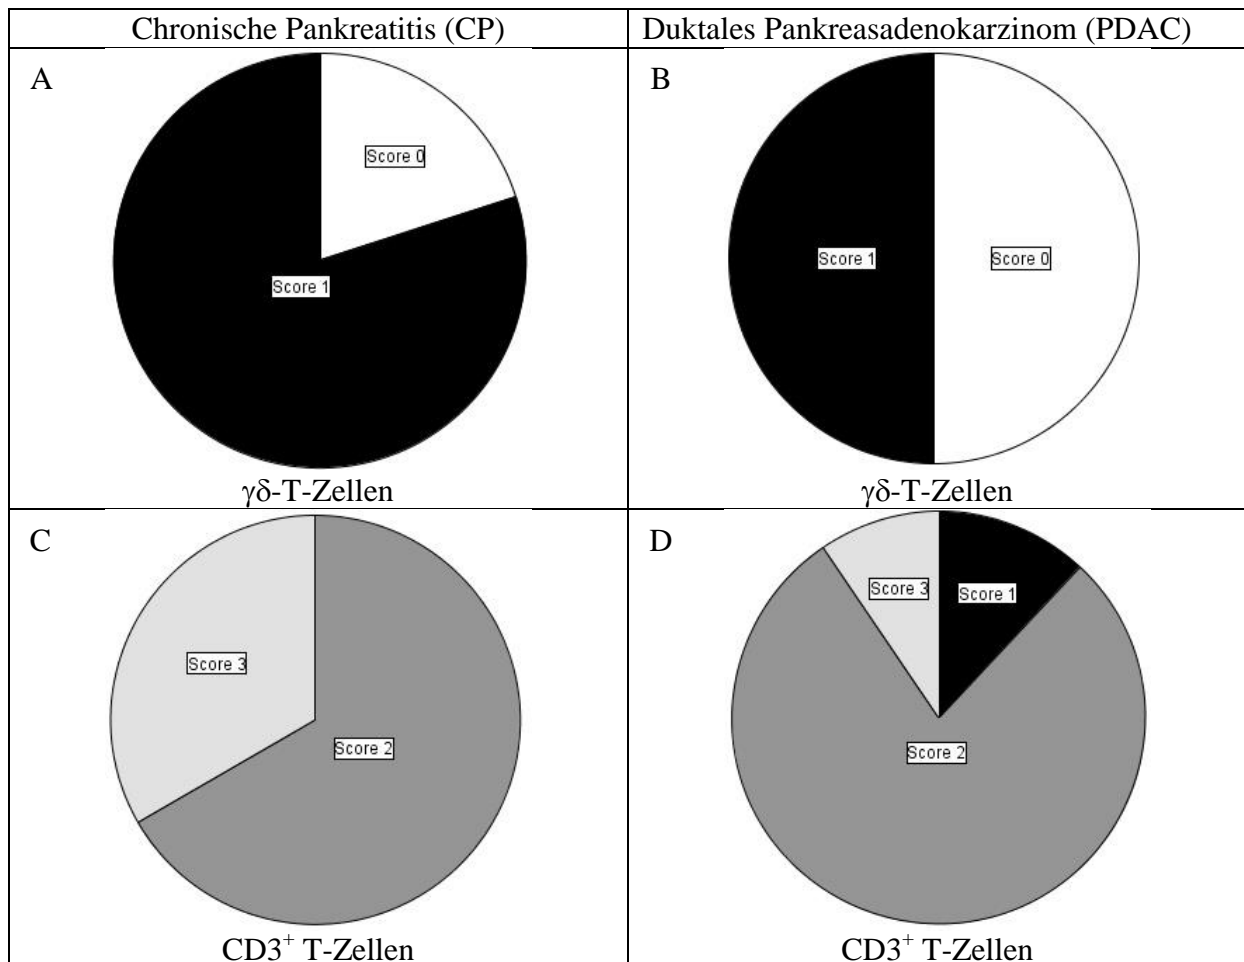 Chronische Pankreatitis (CP)
Duktales Pankreasadenokarzinom (PDAC)
A
Score 0
Score 1
γδ-T-Zellen
B
Score 1
Score 0
γδ-T-Zellen
C
Score 3
Score 2
CD3⁺ T-Zellen
D
Score 3
Score 1
Score 2
CD3⁺ T-Zellen